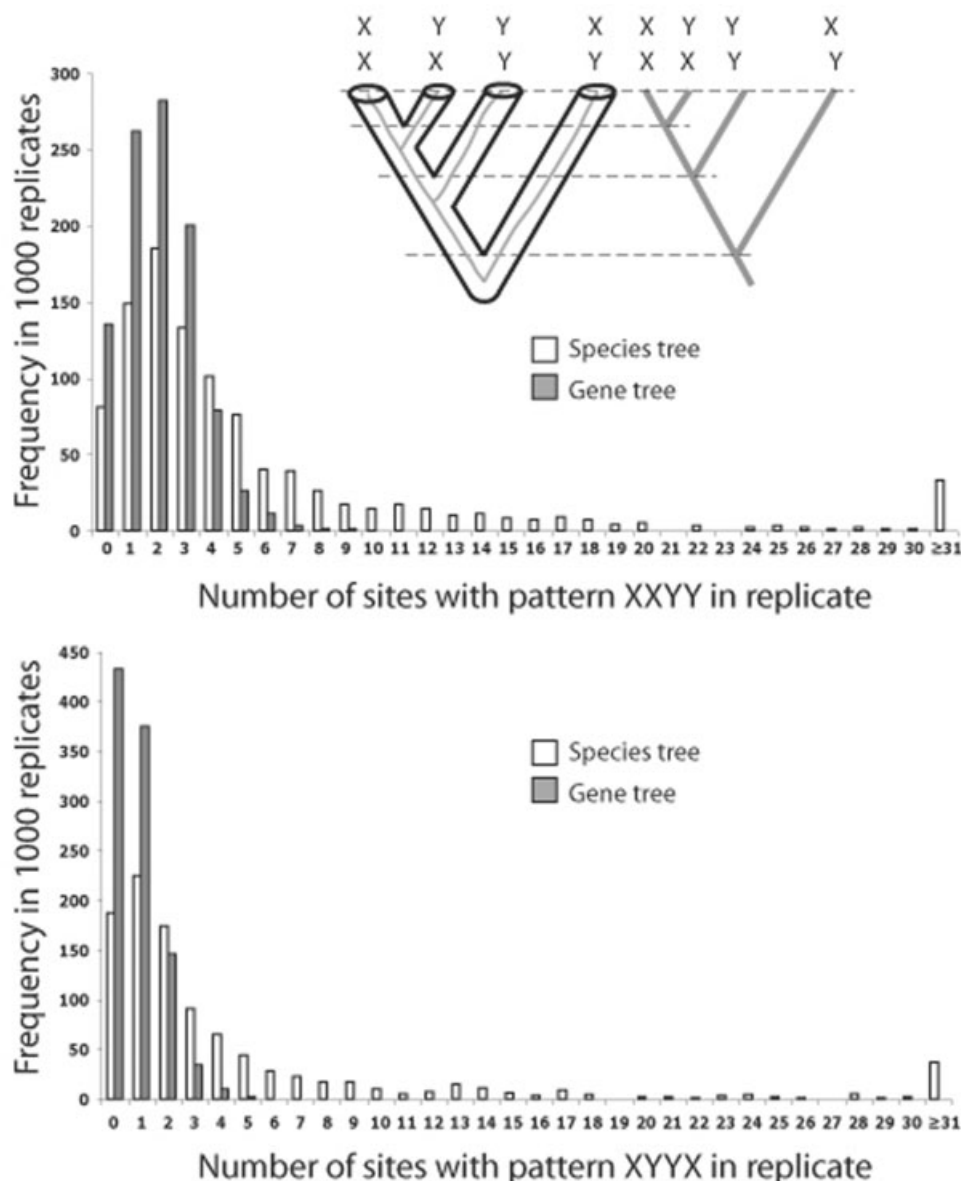 X Y Y X X Y Y X
X X Y Y X X Y Y
300
250
200
150
100
50
0
Frequency in 1000 replicates
Species tree
Gene tree
0 1 2 3 4 5 6 7 8 9 10 11 12 13 14 15 16 17 18 19 20 21 22 23 24 25 26 27 28 29 30 ≥31
Number of sites with pattern XXYY in replicate
450
400
350
300
250
200
150
100
50
0
Frequency in 1000 replicates
Species tree
Gene tree
0 1 2 3 4 5 6 7 8 9 10 11 12 13 14 15 16 17 18 19 20 21 22 23 24 25 26 27 28 29 30 ≥31
Number of sites with pattern XYYX in replicate